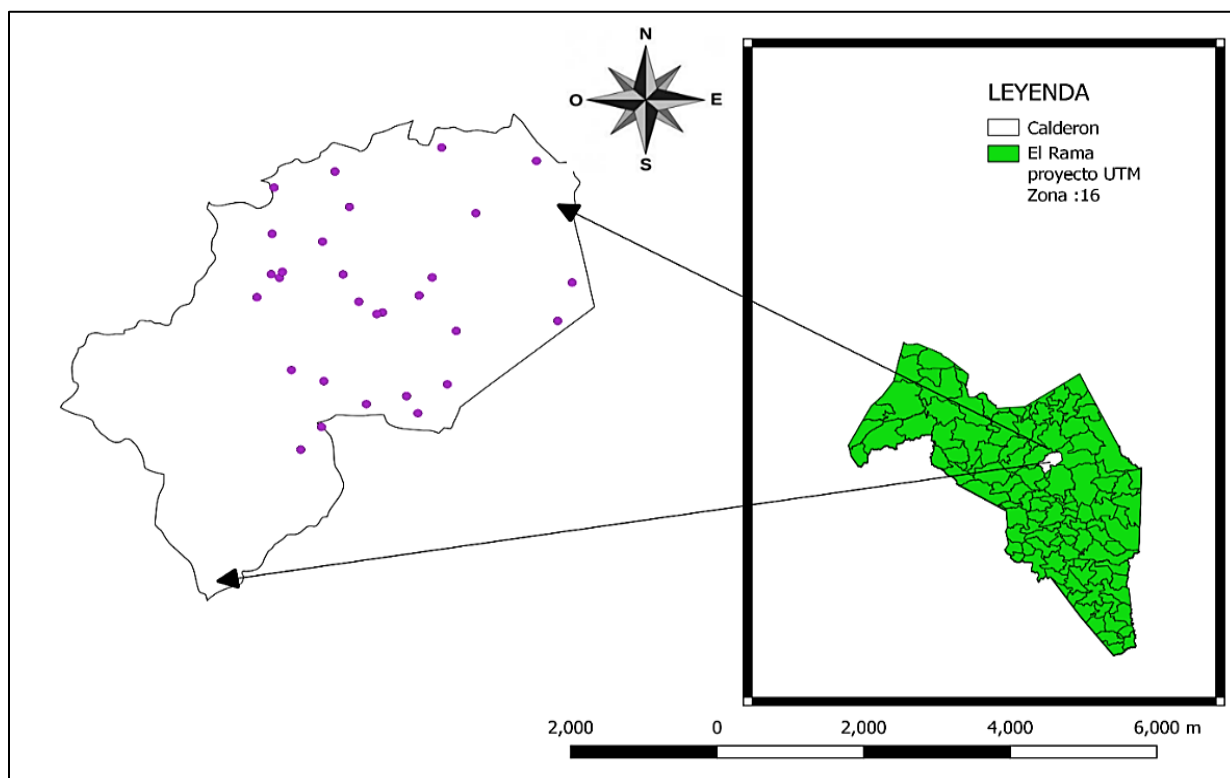 N
O
E
S
LEYENDA
Calderon
El Rama
proyecto UTM
Zona :16
2,000 0 2,000 4,000 6,000 m